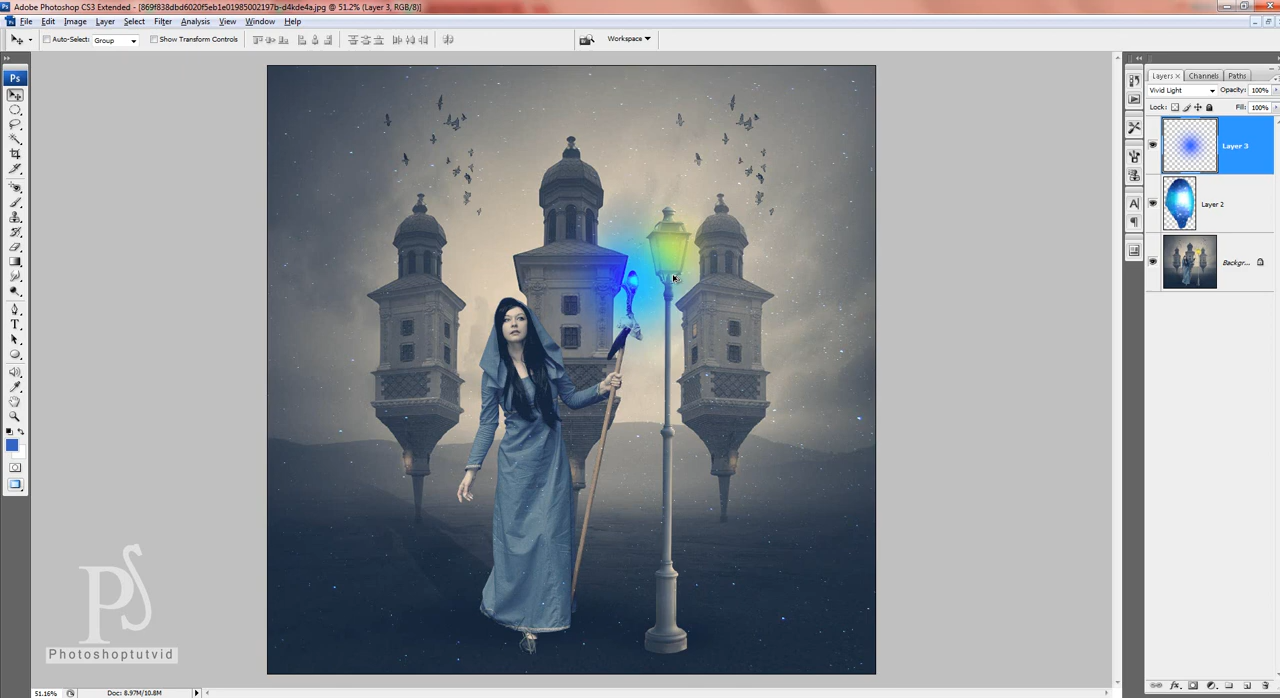 Adobe Photoshop CS3 Extended - [869f838dbd6020f5eb1e01985002197b-d4kde4a.jpg @ 51.2% (Layer 3, RGB/8)]
File Edit Image Layer Select Filter Analysis View Window Help
Auto-Select: Group Show Transform Controls Workspace
Ps
Layers × Channels Paths
Vivid Light Opacity: 100%
Lock: Fill: 100%
Layer 3
Layer 2
Backgr...
A
T
PS
Photoshoptutvid
51.16% Doc: 8.97M/10.8M